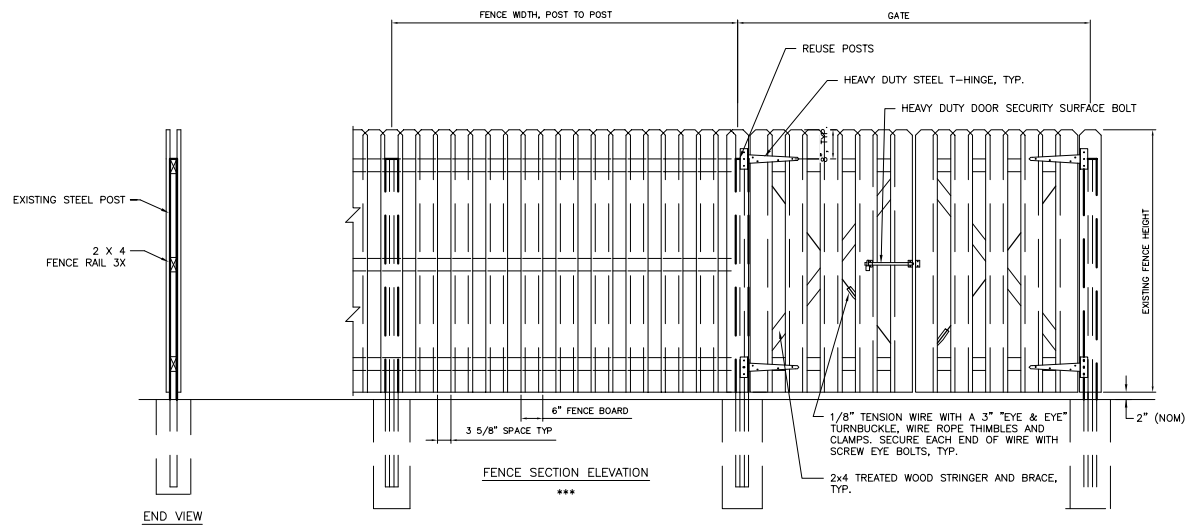 FENCE WIDTH, POST TO POST
GATE
REUSE POSTS
HEAVY DUTY STEEL T-HINGE, TYP.
HEAVY DUTY DOOR SECURITY SURFACE BOLT
8" TYP.
EXISTING STEEL POST
2 X 4
FENCE RAIL 3X
EXISTING FENCE HEIGHT
6" FENCE BOARD
3 5/8" SPACE TYP
1/8" TENSION WIRE WITH A 3" "EYE & EYE"
TURNBUCKLE, WIRE ROPE THIMBLES AND
CLAMPS. SECURE EACH END OF WIRE WITH
SCREW EYE BOLTS, TYP.
2" (NOM)
2x4 TREATED WOOD STRINGER AND BRACE,
TYP.
FENCE SECTION ELEVATION
***
END VIEW